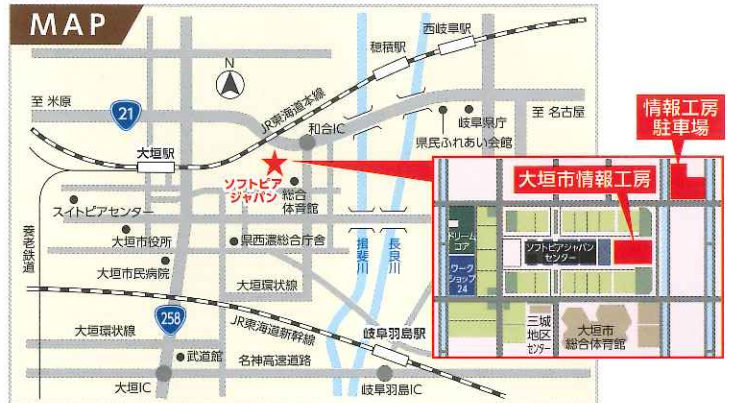 MAP
西岐阜駅
穂積駅
N
至 米原
21
JR東海道本線
和合IC
県民ふれあい会館
岐阜県庁
至 名古屋
情報工房
駐車場
大垣駅
ソフトピア
ジャパン
総合
体育館
大垣市情報工房
スイトピアセンター
養老鉄道
大垣市役所
県西濃総合庁舎
揖斐川
長良川
大垣市民病院
大垣環状線
ドリーム
コア
ソフトピアジャパン
センター
ワーク
ショップ
24
258
JR東海道新幹線
岐阜羽島駅
三城
地区
センター
大垣市
総合体育館
大垣環状線
武道館
名神高速道路
大垣IC
岐阜羽島IC